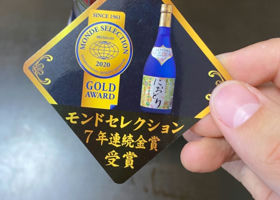 SINCE 1961
MONDE SELECTION
2020
GOLD
AWARD
にごり
モンドセレクション
7年連続金賞
受賞